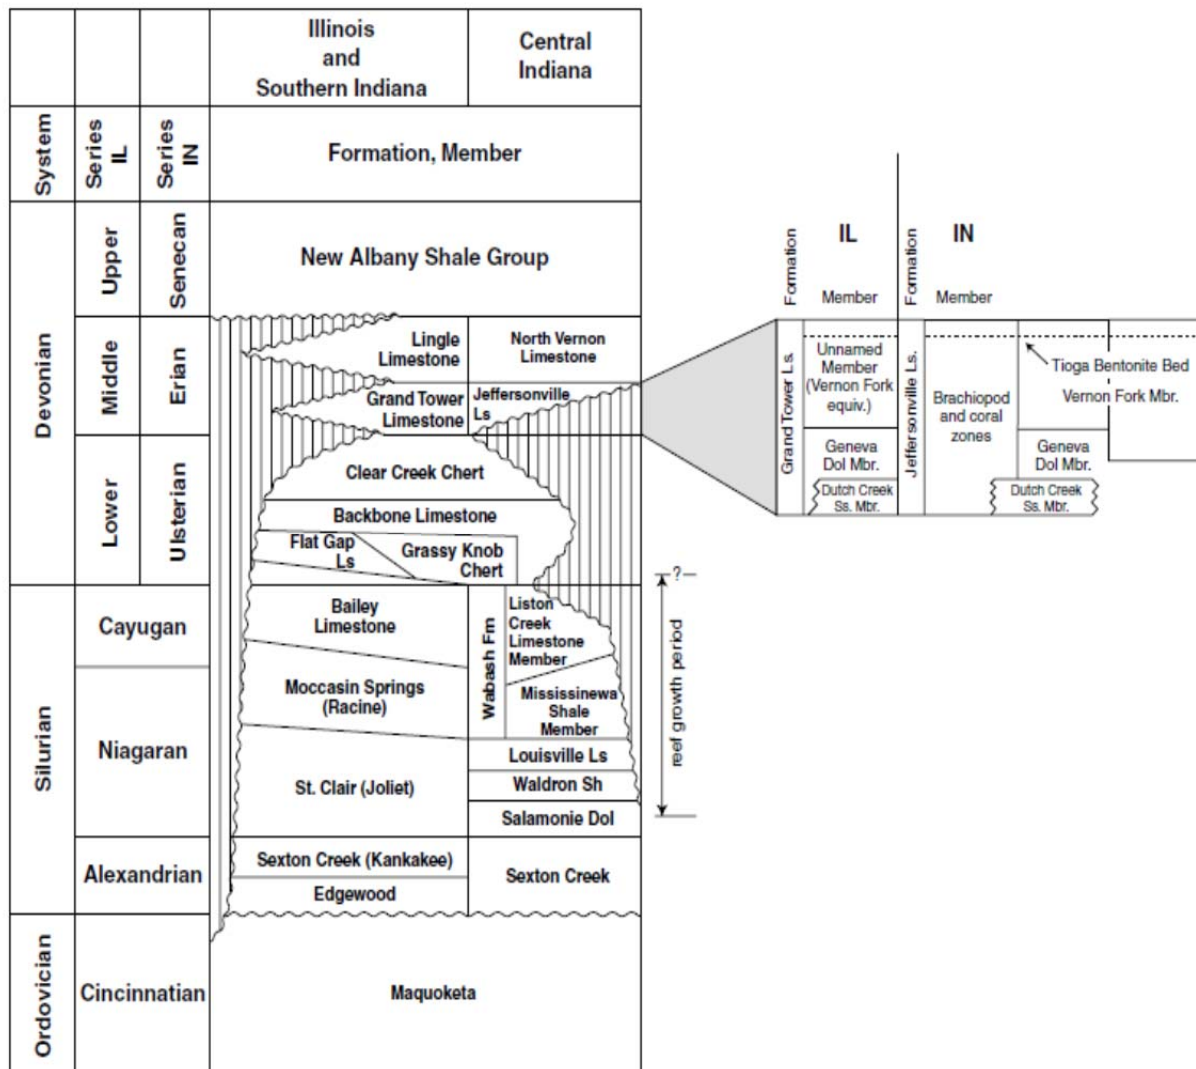 Illinois
and
Southern Indiana
Central
Indiana
System
Series
IL
Series
IN
Formation, Member
Devonian
Upper
Senecan
New Albany Shale Group
Middle
Erian
Lingle
Limestone
North Vernon
Limestone
Grand Tower
Limestone
Jeffersonville
Ls
Lower
Ulsterian
Clear Creek Chert
Backbone Limestone
Flat Gap
Ls
Grassy Knob
Chert
Silurian
Cayugan
Bailey
Limestone
Wabash Fm
Liston
Creek
Limestone
Member
Niagaran
Moccasin Springs
(Racine)
Mississinewa
Shale
Member
St. Clair (Joliet)
Louisville Ls
Waldron Sh
Salamonie Dol
Alexandrian
Sexton Creek (Kankakee)
Edgewood
Sexton Creek
Ordovician
Cincinnatian
Maquoketa
?
reef growth period
IL
IN
Formation
Member
Formation
Member
Grand Tower Ls.
Unnamed
Member
(Vernon Fork
equiv.)
Geneva
Dol Mbr.
Dutch Creek
Ss. Mbr.
Jeffersonville Ls.
Brachiopod
and coral
zones
Tioga Bentonite Bed
Vernon Fork Mbr.
Geneva
Dol Mbr.
Dutch Creek
Ss. Mbr.